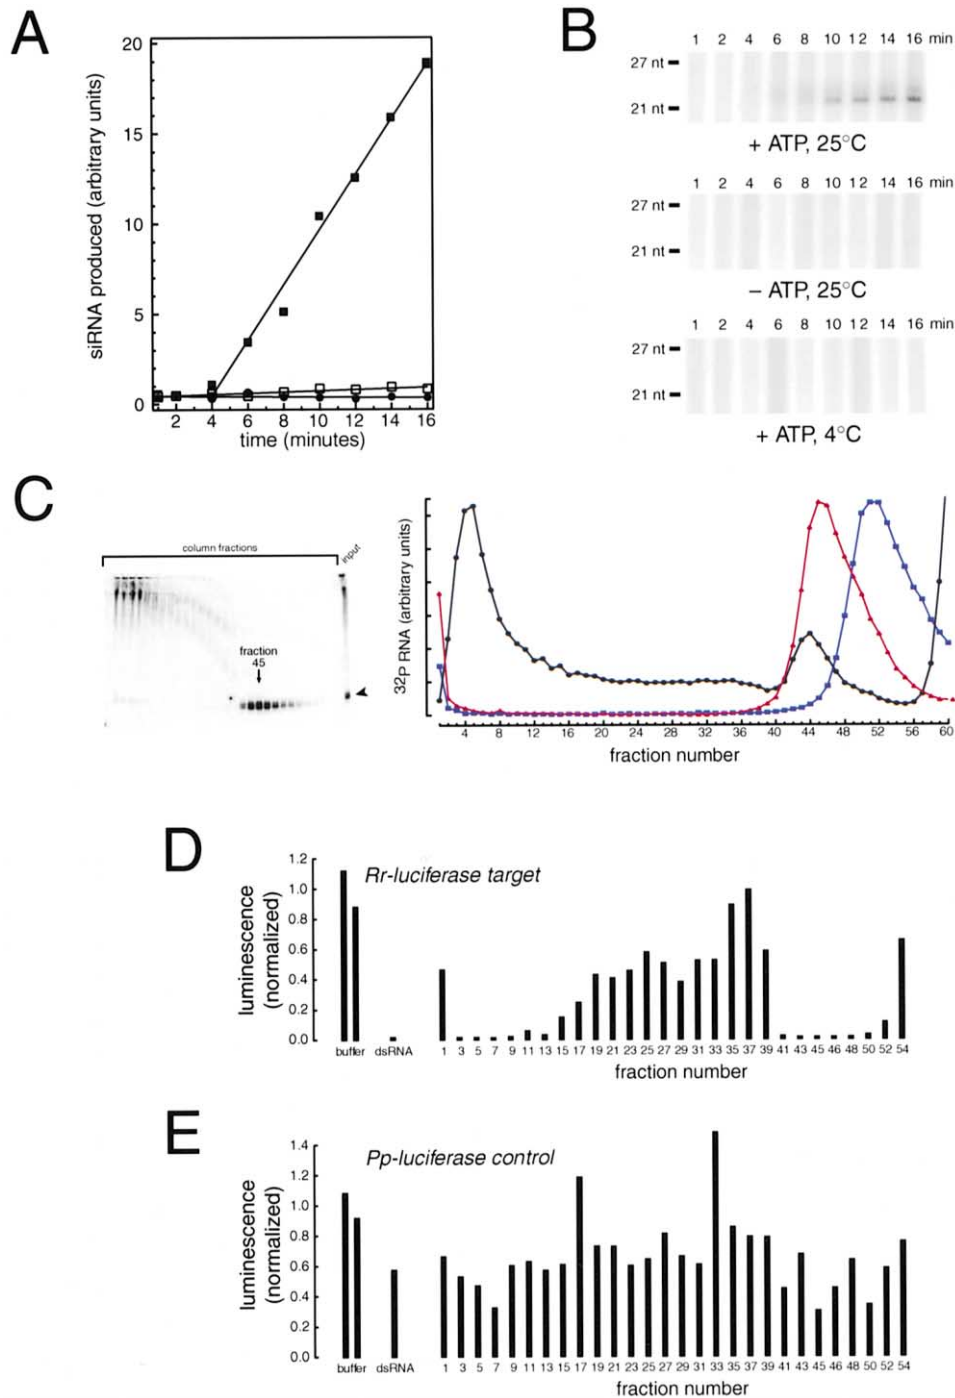 A
20
15
10
5
0
siRNA produced (arbitrary units)
2 4 6 8 10 12 14 16
time (minutes)
B
1 2 4 6 8 10 12 14 16 min
27 nt
21 nt
+ ATP, 25°C
1 2 4 6 8 10 12 14 16 min
27 nt
21 nt
– ATP, 25°C
1 2 4 6 8 10 12 14 16 min
27 nt
21 nt
+ ATP, 4°C
C
column fractions
input
fraction
45
32P RNA (arbitrary units)
4 8 12 16 20 24 28 32 36 40 44 48 52 56 60
fraction number
D
Rr-luciferase target
luminescence
(normalized)
1.2
1.0
0.8
0.6
0.4
0.2
0.0
buffer dsRNA 1 3 5 7 9 11 13 15 17 19 21 23 25 27 29 31 33 35 37 39 41 43 45 46 48 50 52 54
fraction number
E
Pp-luciferase control
luminescence
(normalized)
1.4
1.2
1.0
0.8
0.6
0.4
0.2
0.0
buffer dsRNA 1 3 5 7 9 11 13 15 17 19 21 23 25 27 29 31 33 35 37 39 41 43 45 46 48 50 52 54
fraction number